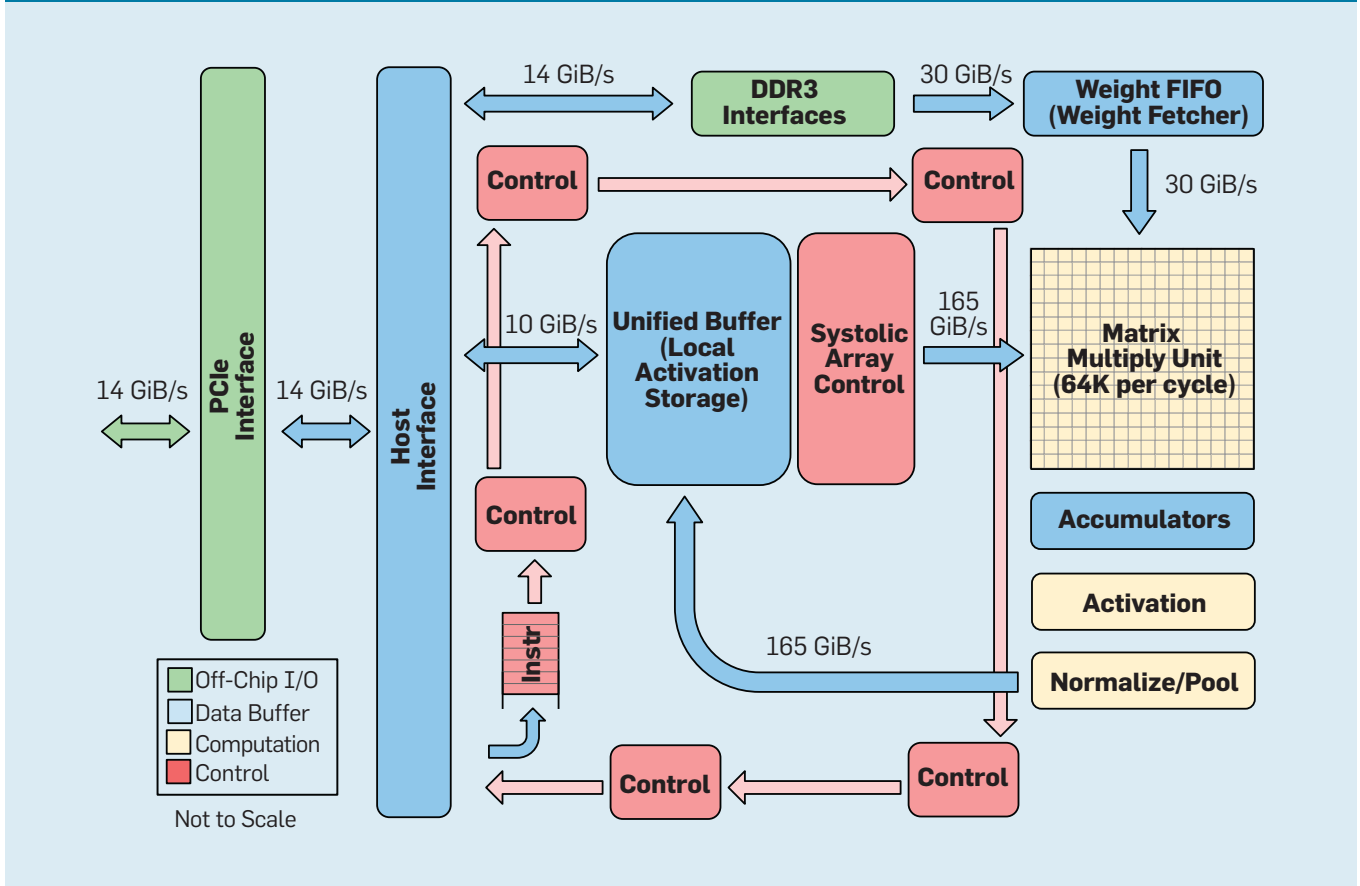 14 GiB/s
PCIe
Interface
14 GiB/s
Host
Interface
14 GiB/s
DDR3
Interfaces
30 GiB/s
Weight FIFO
(Weight Fetcher)
30 GiB/s
Control
Control
10 GiB/s
Unified Buffer
(Local
Activation
Storage)
Systolic
Array
Control
165
GiB/s
Matrix
Multiply Unit
(64K per cycle)
Control
Accumulators
Instr
Activation
165 GiB/s
Normalize/Pool
Control
Control
Off-Chip I/O
Data Buffer
Computation
Control
Not to Scale